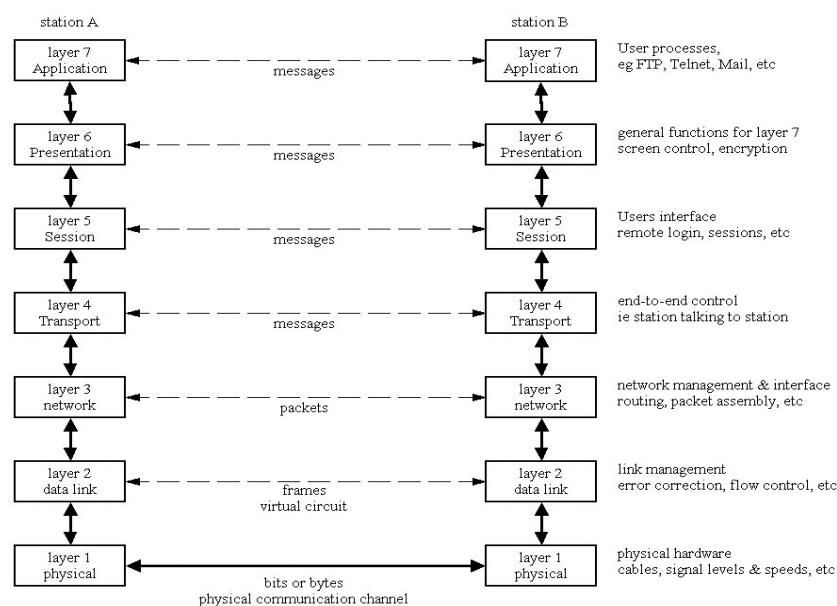 station A
station B
layer 7
Application
messages
layer 7
Application
User processes,
eg FTP, Telnet, Mail, etc
layer 6
Presentation
messages
layer 6
Presentation
general functions for layer 7
screen control, encryption
layer 5
Session
messages
layer 5
Session
Users interface
remote login, sessions, etc
layer 4
Transport
messages
layer 4
Transport
end-to-end control
ie station talking to station
layer 3
network
packets
layer 3
network
network management & interface
routing, packet assembly, etc
layer 2
data link
frames
virtual circuit
layer 2
data link
link management
error correction, flow control, etc
layer 1
physical
bits or bytes
physical communication channel
layer 1
physical
physical hardware
cables, signal levels & speeds, etc